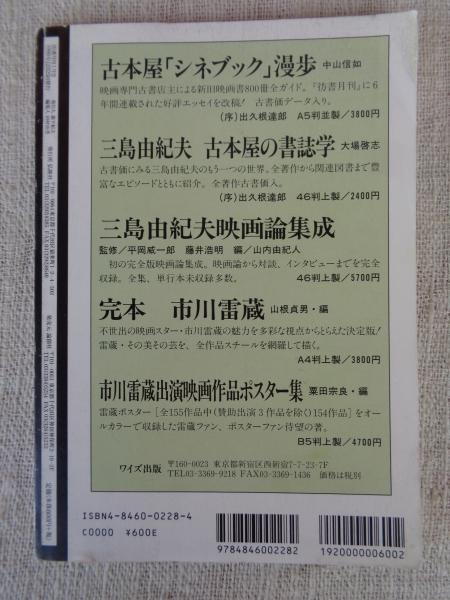 古本屋「シネブック」漫歩 中山信如
映画専門古書店主による新旧映画書800冊全ガイド。『彷書月刊』に6
年間連載された好評エッセイを改稿! 古書価データ入り。
(序)出久根達郎 A5判並製/3800円
三島由紀夫 古本屋の書誌学 大場啓志
古書価にみる三島由紀夫のもう一つの世界。全著作から関連図書まで豊
富なエピソードとともに紹介。全著作古書価入。
(序)出久根達郎 46判上製/2400円
三島由紀夫映画論集成
監修/平岡威一郎 藤井浩明 編/山内由紀人
初の完全版映画論集成。映画論から対談、インタビューまでを完全
収録。全集、単行本未収録多数。 46判上製/5700円
完本 市川雷蔵 山根貞男・編
不世出の映画スター・市川雷蔵の魅力を多彩な視点からとらえた決定版!
雷蔵・その美その芸を、全作品スチールを網羅して描く。
A4判上製/3800円
市川雷蔵出演映画作品ポスター集 粟田宗良・編
雷蔵ポスター[全155作品中(賛助出演3作品を除く)154作品]をオー
ルカラーで収録した雷蔵ファン、ポスターファン待望の書。
B5判上製/4700円
ワイズ出版 〒160-0023 東京都新宿区西新宿7-7-23-7F
TEL03-3369-9218 FAX03-3369-1436 価格は税別
ISBN4-8460-0228-4
C0000 ¥600E
9784846002282
1920000006002